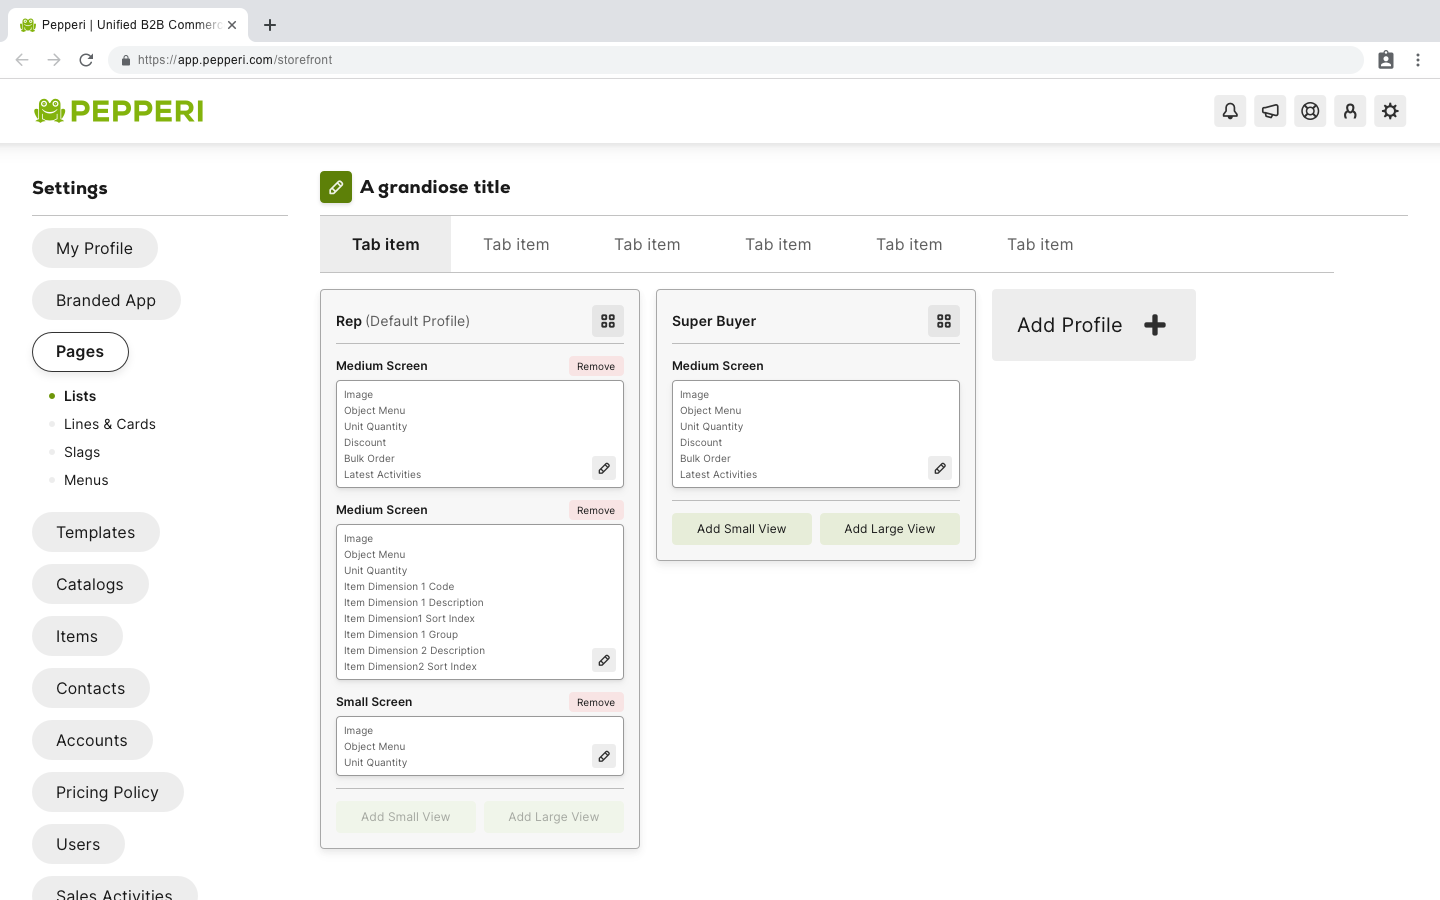 Pepperi | Unified B2B Commerc
https://app.pepperi.com/storefront
PEPPERI
Settings
My Profile
Branded App
Pages
Lists
Lines & Cards
Slags
Menus
Templates
Catalogs
Items
Contacts
Accounts
Pricing Policy
Users
Sales Activities
A grandiose title
Tab item
Tab item
Tab item
Tab item
Tab item
Tab item
Rep (Default Profile)
Medium Screen
Remove
Image
Object Menu
Unit Quantity
Discount
Bulk Order
Latest Activities
Medium Screen
Remove
Image
Object Menu
Unit Quantity
Item Dimension 1 Code
Item Dimension 1 Description
Item Dimension1 Sort Index
Item Dimension 1 Group
Item Dimension 2 Description
Item Dimension2 Sort Index
Small Screen
Remove
Image
Object Menu
Unit Quantity
Add Small View
Add Large View
Super Buyer
Medium Screen
Image
Object Menu
Unit Quantity
Discount
Bulk Order
Latest Activities
Add Small View
Add Large View
Add Profile